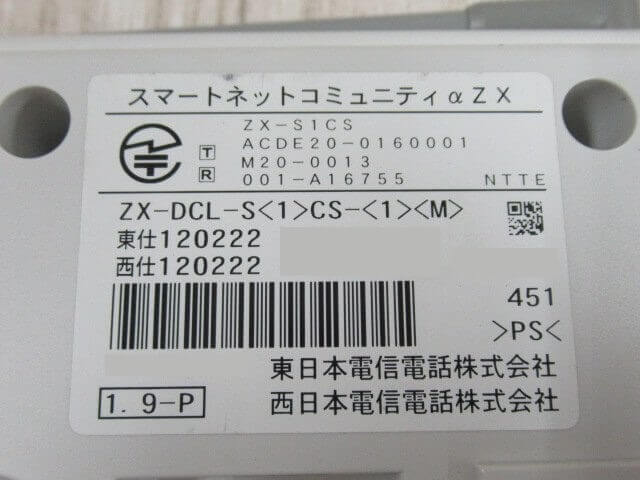 スマートネットコミュニティαZX
ZX-S1CS
T ACDE20-0160001
M20-0013
R 001-A16755 NTTE
ZX-DCL-S<1>CS-<1><M>
東仕120222
西仕120222
451
>PS<
東日本電信電話株式会社
1.9-P 西日本電信電話株式会社